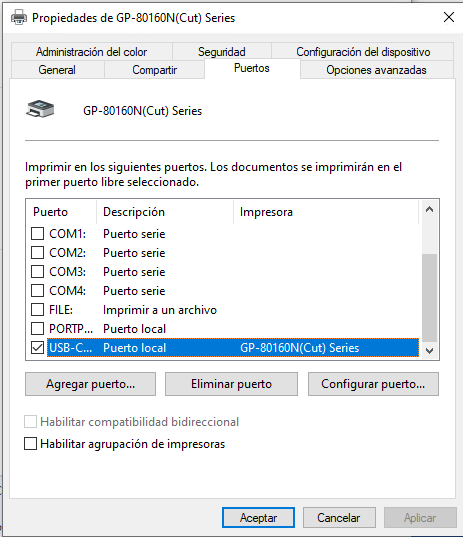 Propiedades de GP-80160N(Cut) Series
Administración del color Seguridad Configuración del dispositivo
General Compartir Puertos Opciones avanzadas
GP-80160N(Cut) Series
Imprimir en los siguientes puertos. Los documentos se imprimirán en el
primer puerto libre seleccionado.
Puerto Descripción Impresora
COM1: Puerto serie
COM2: Puerto serie
COM3: Puerto serie
COM4: Puerto serie
FILE: Imprimir a un archivo
PORTP... Puerto local
USB-C... Puerto local GP-80160N(Cut) Series
Agregar puerto... Eliminar puerto Configurar puerto...
Habilitar compatibilidad bidireccional
Habilitar agrupación de impresoras
Aceptar Cancelar Aplicar